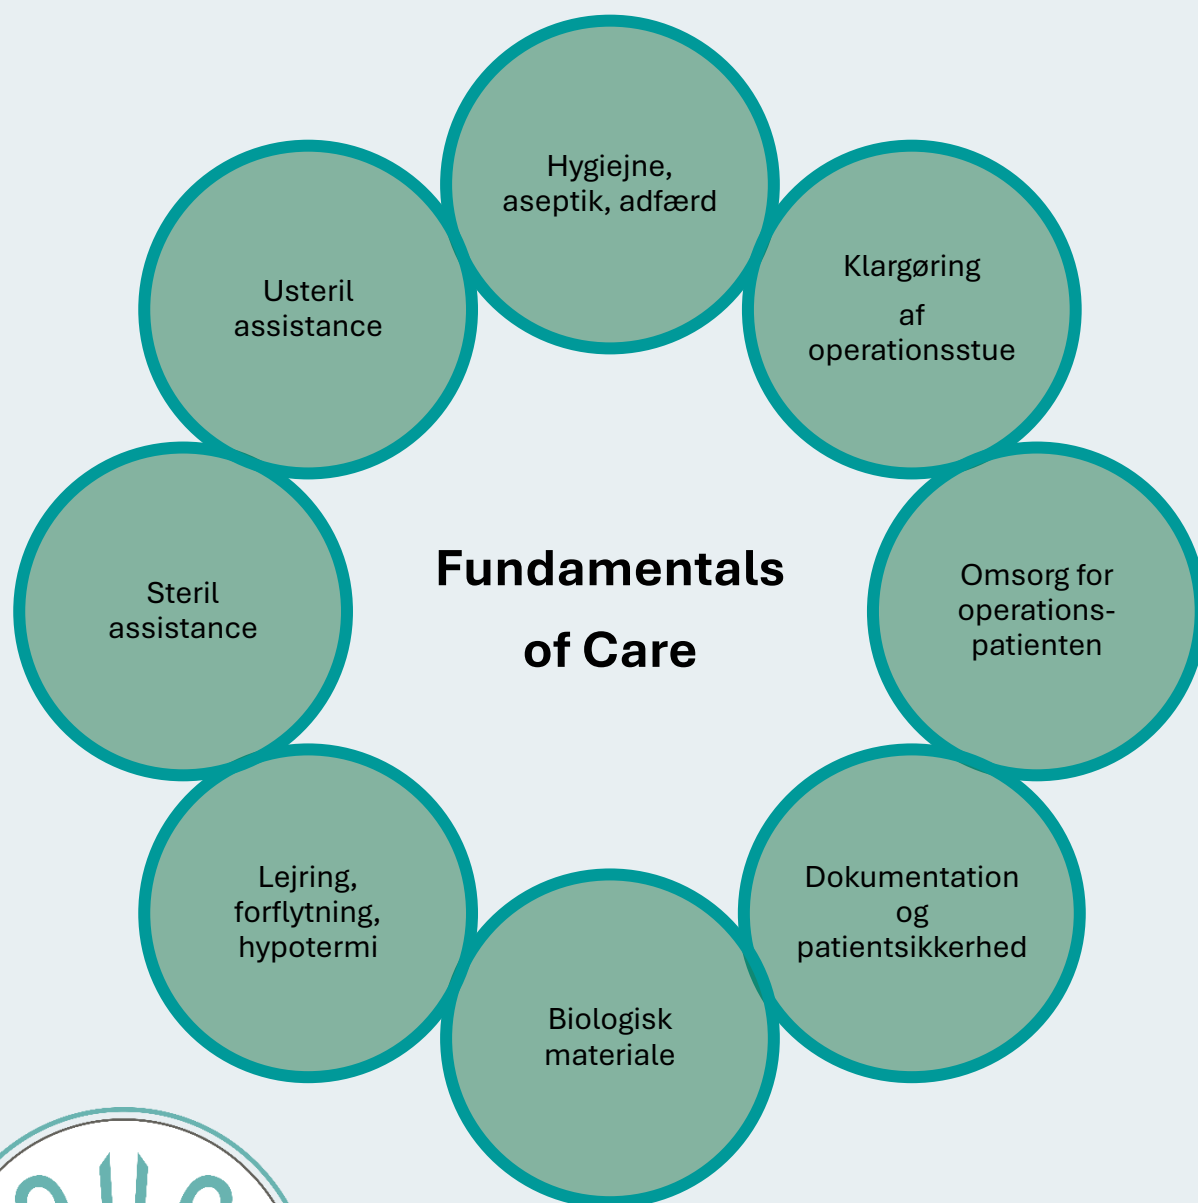 Hygiejne,
aseptik, adfærd
Klargøring
af
operationsstue
Omsorg for
operations-
patienten
Dokumentation
og
patientsikkerhed
Biologisk
materiale
Lejring,
forflytning,
hypotermi
Steril
assistance
Usteril
assistance
Fundamentals
of Care